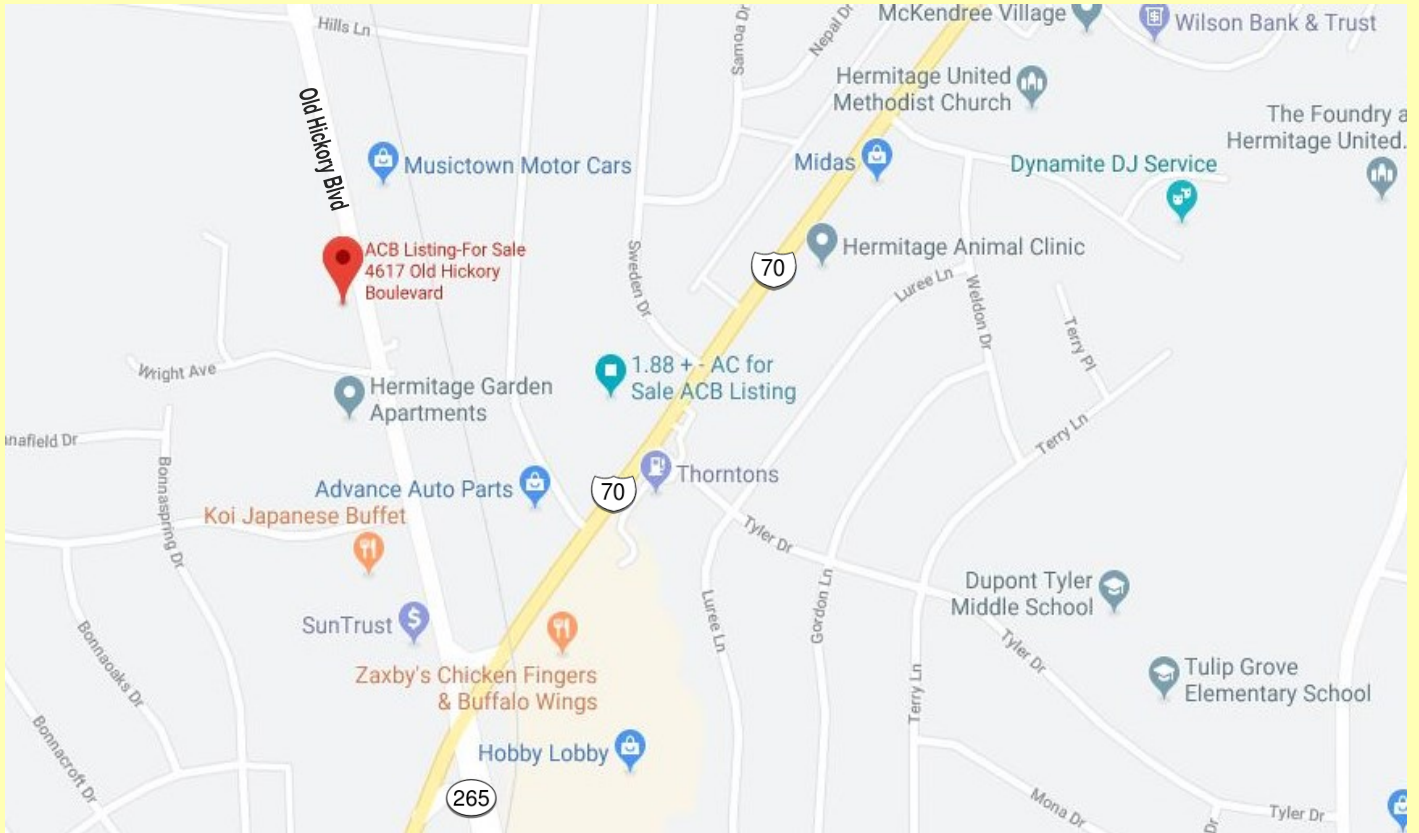 McKendree Village
Wilson Bank & Trust
Hills Ln
Samoa Dr
Nepal Dr
Hermitage United
Methodist Church
Old Hickory Blvd
The Foundry a
Hermitage United.
Musictown Motor Cars
Midas
Dynamite DJ Service
ACB Listing-For Sale
4617 Old Hickory
Boulevard
Sweden Dr
70
Hermitage Animal Clinic
Luree Ln
Weldon Dr
Terry Pl
Wright Ave
1.88 + - AC for
Sale ACB Listing
Hermitage Garden
Apartments
nnafield Dr
Bonnaspring Dr
Terry Ln
Thorntons
70
Advance Auto Parts
Koi Japanese Buffet
Tyler Dr
Dupont Tyler
Middle School
Gordon Ln
Luree Ln
SunTrust
Bonnaoaks Dr
Tyler Dr
Zaxby's Chicken Fingers
& Buffalo Wings
Tulip Grove
Elementary School
Terry Ln
Bonnacroft Dr
Hobby Lobby
265
Mona Dr
Dr
Tyler Dr